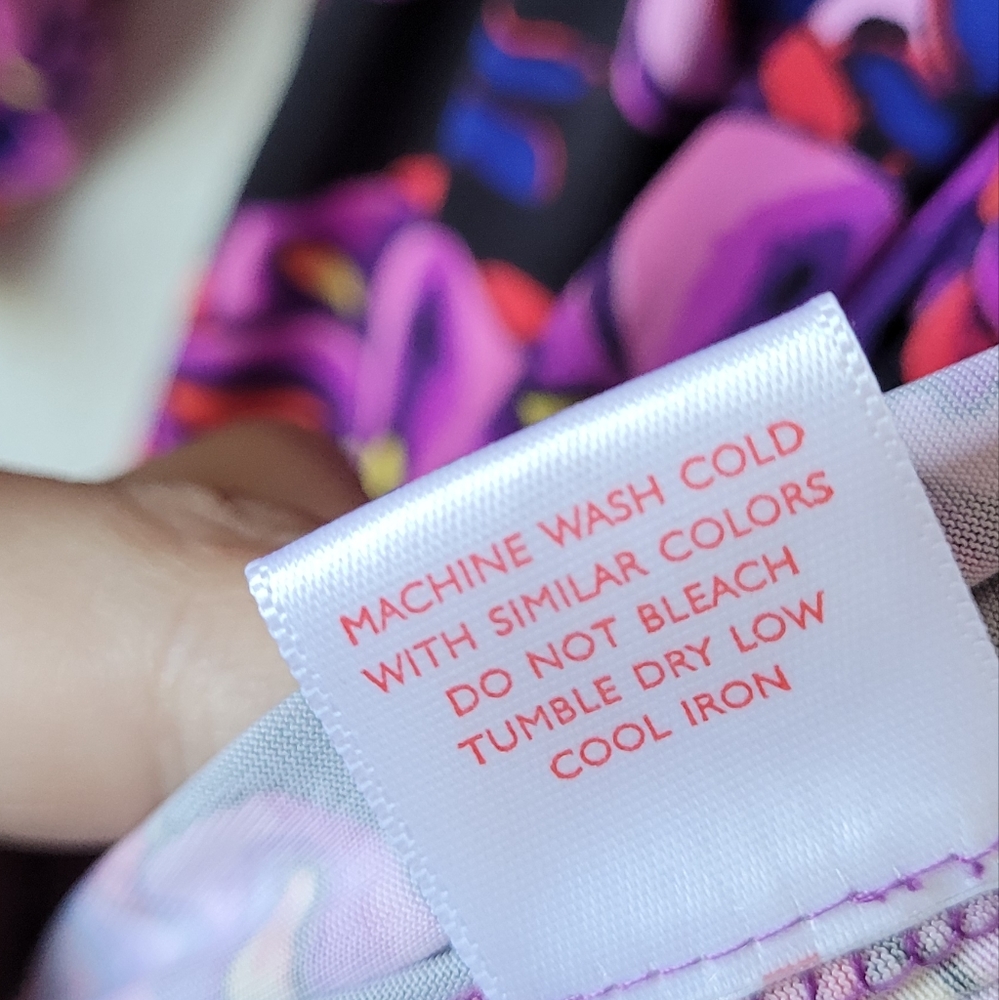 MACHINE WASH COLD
WITH SIMILAR COLORS
DO NOT BLEACH
TUMBLE DRY LOW
COOL IRON